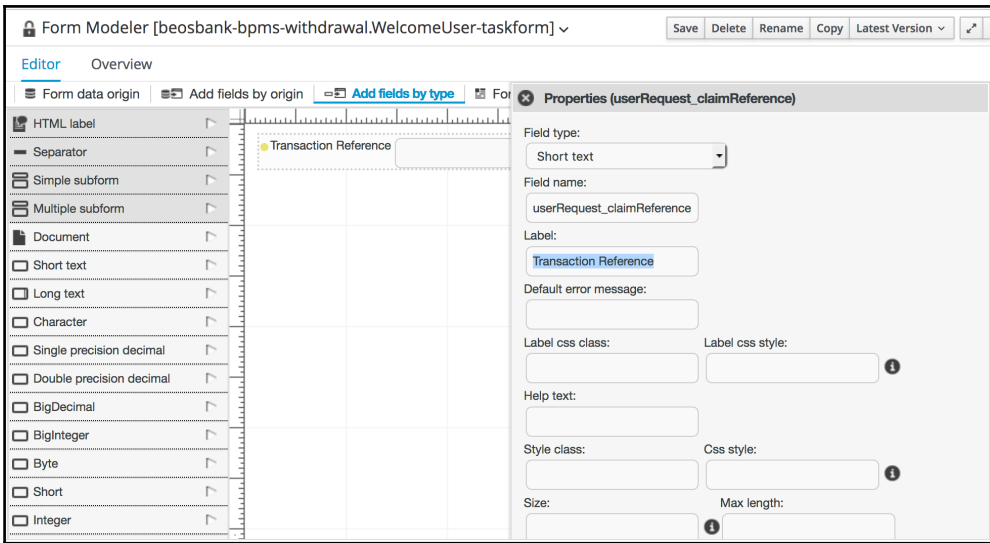 Form Modeler [beosbank-bpms-withdrawal.WelcomeUser-taskform]
Save Delete Rename Copy Latest Version
Editor Overview
Form data origin Add fields by origin Add fields by type For
HTML label
Separator
Simple subform
Multiple subform
Document
Short text
Long text
Character
Single precision decimal
Double precision decimal
BigDecimal
BigInteger
Byte
Short
Integer
Transaction Reference
Properties (userRequest_claimReference)
Field type:
Short text
Field name:
userRequest_claimReference
Label:
Transaction Reference
Default error message:
Label css class: Label css style:
Help text:
Style class: Css style:
Size: Max length: